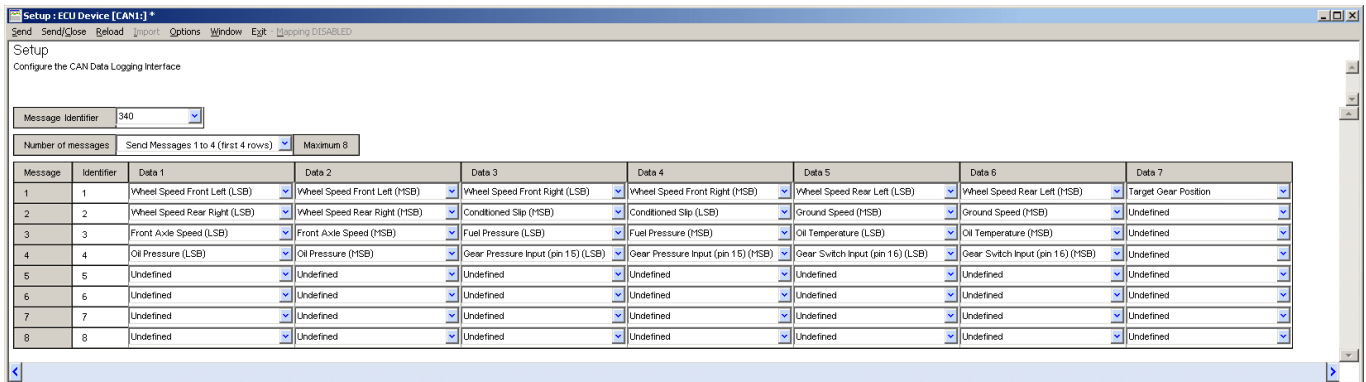 Setup : ECU Device [CAN1:] *
Send Send/Close Reload Import Options Window Exit · Mapping DISABLED
Setup
Configure the CAN Data Logging Interface
Message Identifier 340
Number of messages Send Messages 1 to 4 (first 4 rows) Maximum 8
Message Identifier Data 1 Data 2 Data 3 Data 4 Data 5 Data 6 Data 7
1 1 Wheel Speed Front Left (LSB) Wheel Speed Front Left (MSB) Wheel Speed Front Right (LSB) Wheel Speed Front Right (MSB) Wheel Speed Rear Left (LSB) Wheel Speed Rear Left (MSB) Target Gear Position
2 2 Wheel Speed Rear Right (LSB) Wheel Speed Rear Right (MSB) Conditioned Slip (MSB) Conditioned Slip (LSB) Ground Speed (MSB) Ground Speed (MSB) Undefined
3 3 Front Axle Speed (LSB) Front Axle Speed (MSB) Fuel Pressure (LSB) Fuel Pressure (MSB) Oil Temperature (LSB) Oil Temperature (MSB) Undefined
4 4 Oil Pressure (LSB) Oil Pressure (MSB) Gear Pressure Input (pin 15) (LSB) Gear Pressure Input (pin 15) (MSB) Gear Switch Input (pin 16) (LSB) Gear Switch Input (pin 16) (MSB) Undefined
5 5 Undefined Undefined Undefined Undefined Undefined Undefined Undefined
6 6 Undefined Undefined Undefined Undefined Undefined Undefined Undefined
7 7 Undefined Undefined Undefined Undefined Undefined Undefined Undefined
8 8 Undefined Undefined Undefined Undefined Undefined Undefined Undefined